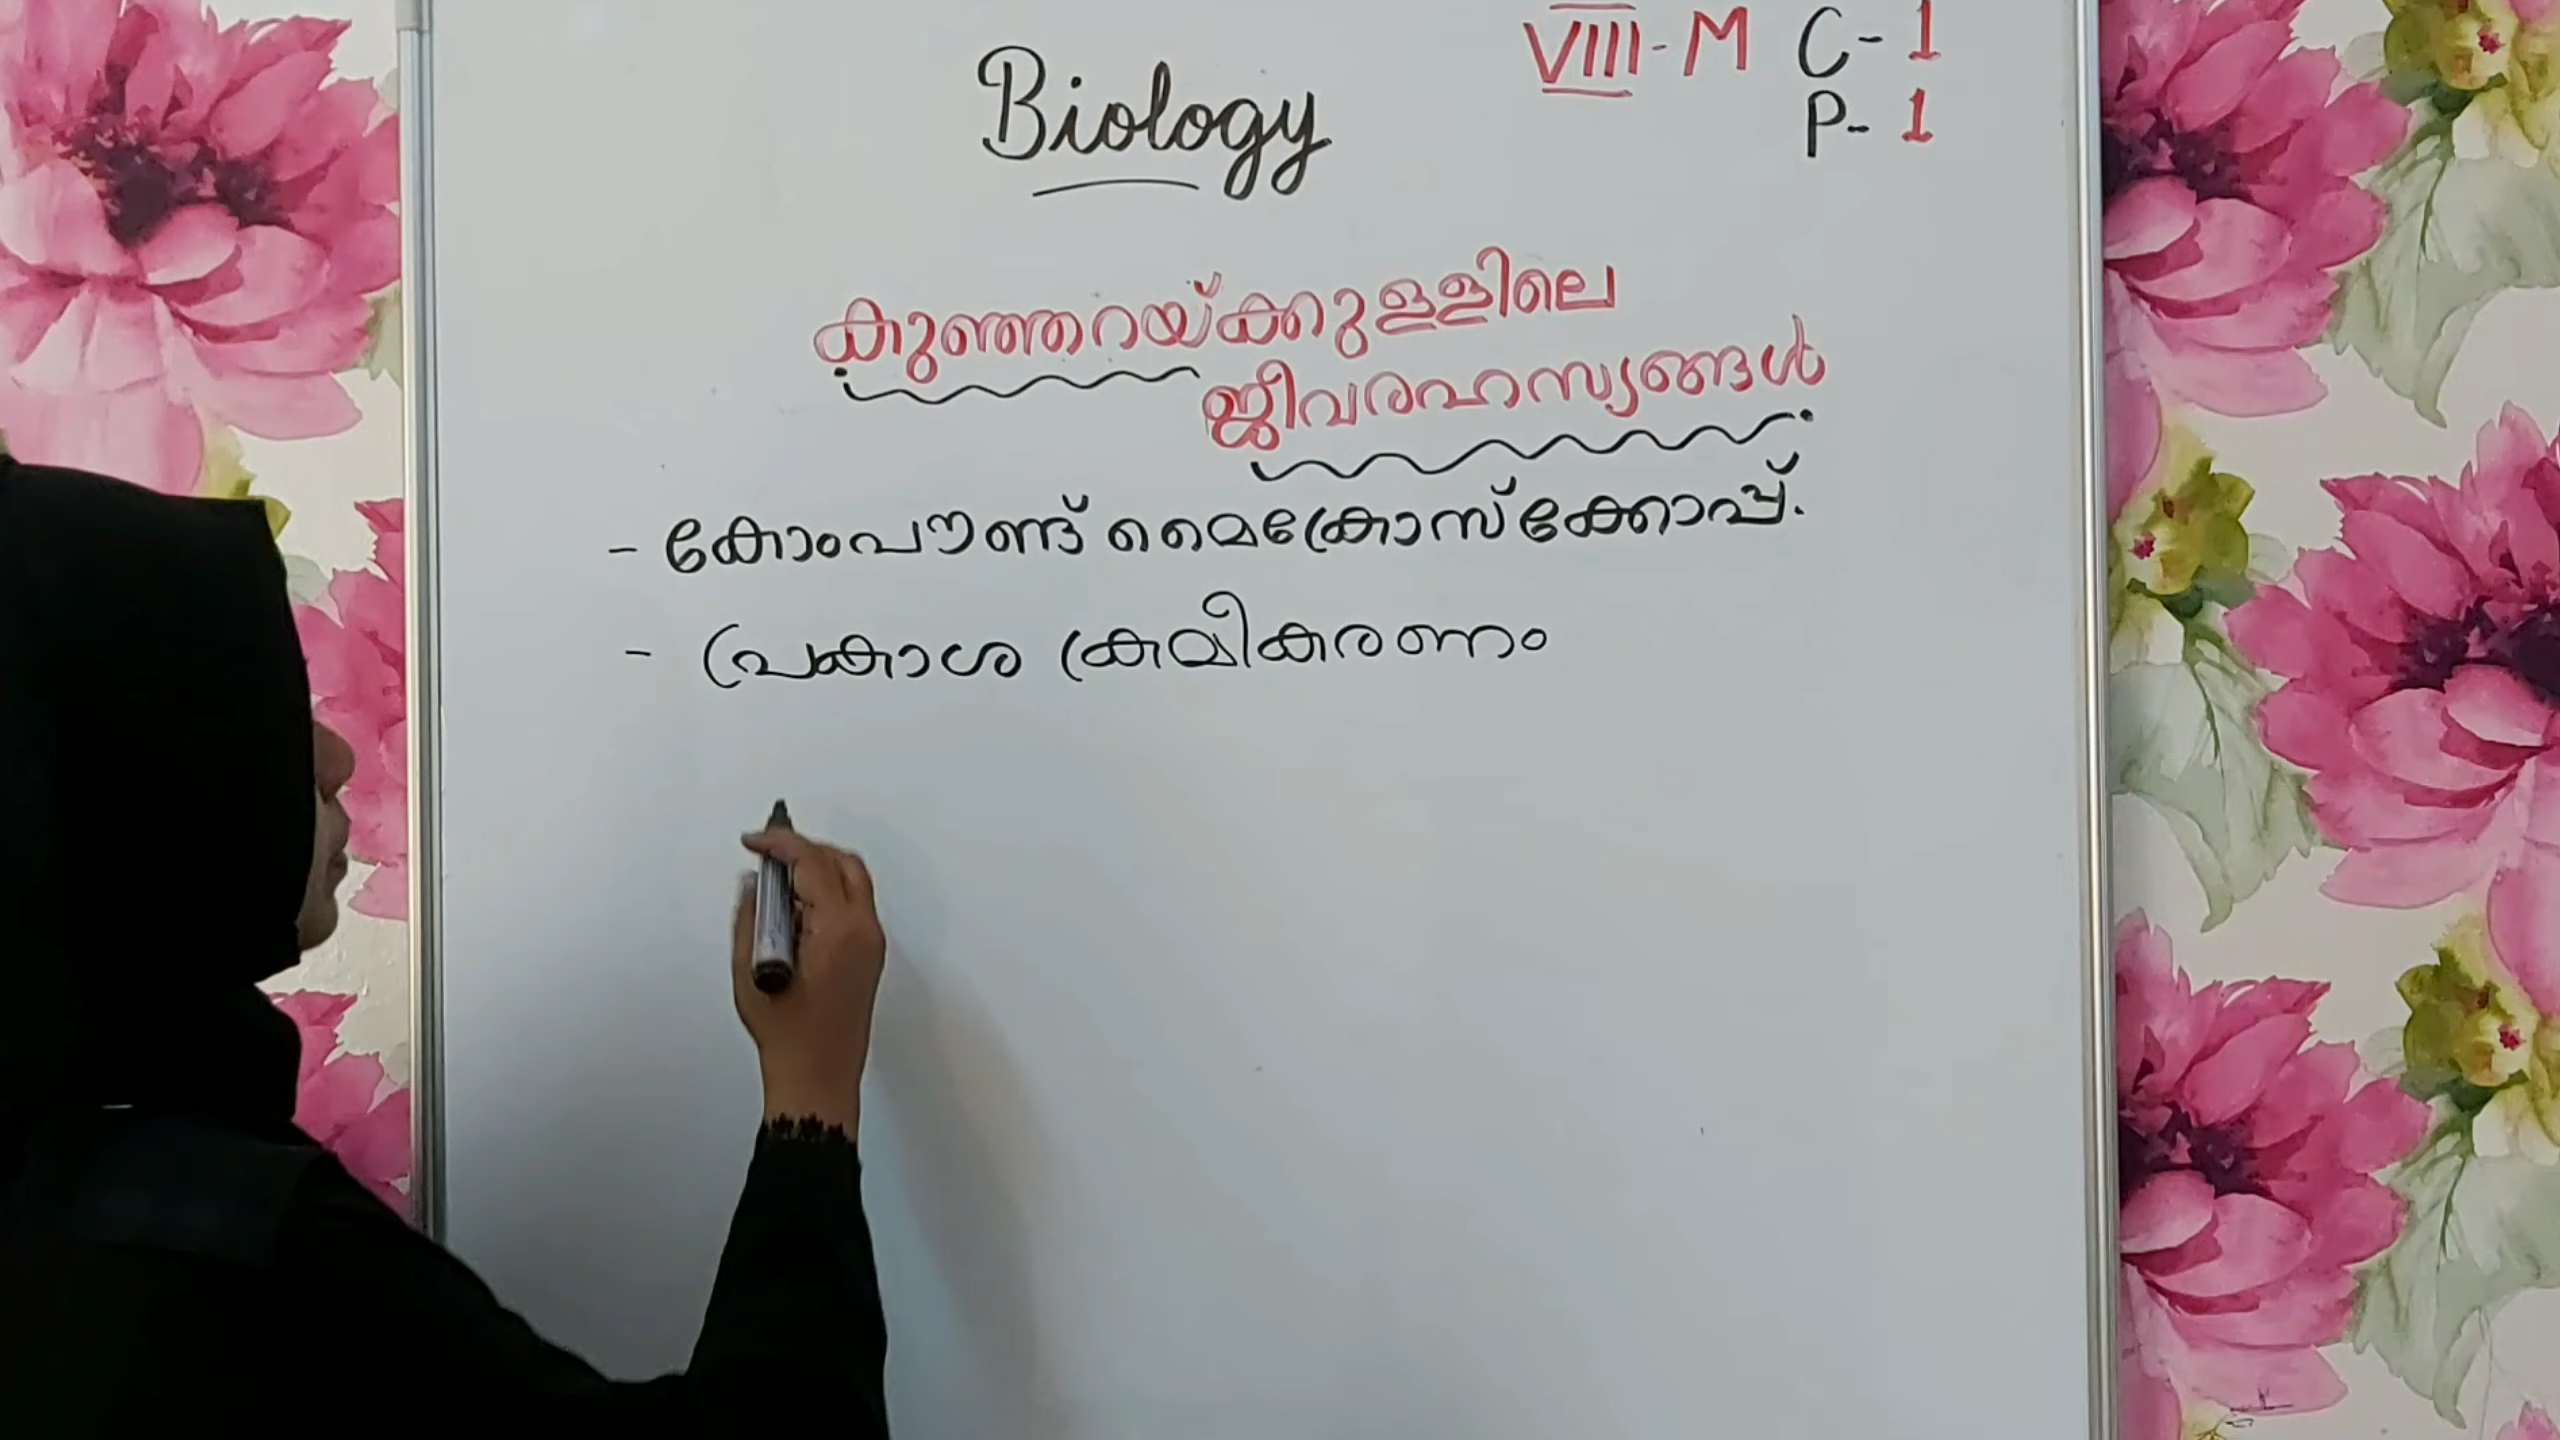 VIII - M C - 1
P - 1
Biology
കുഞ്ഞറയ്ക്കുള്ളിലെ
ജീവരഹസ്യങ്ങൾ
- കോംപൗണ്ട് മൈക്രോസ്ക്കോപ്പ്.
- പ്രകാശ ക്രമീകരണം